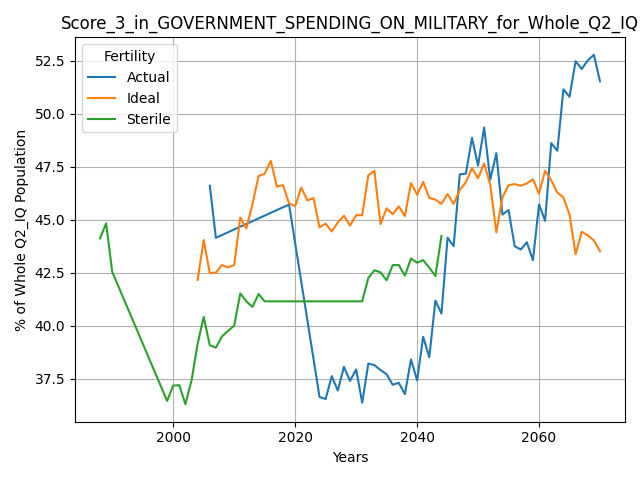 Score_3_in_GOVERNMENT_SPENDING_ON_MILITARY_for_Whole_Q2_IQ
Fertility
Actual
Ideal
Sterile
% of Whole Q2_IQ Population
52.5
50.0
47.5
45.0
42.5
40.0
37.5
2000 2020 2040 2060
Years